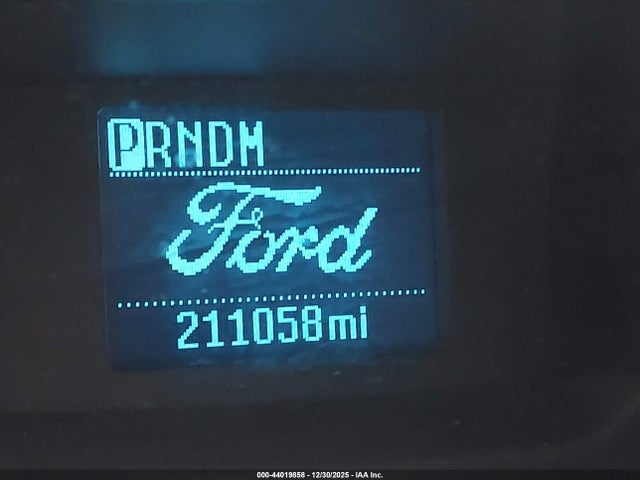 PRNDM
Ford
211058mi
000-44019858 - 12/30/2025 - IAA Inc.